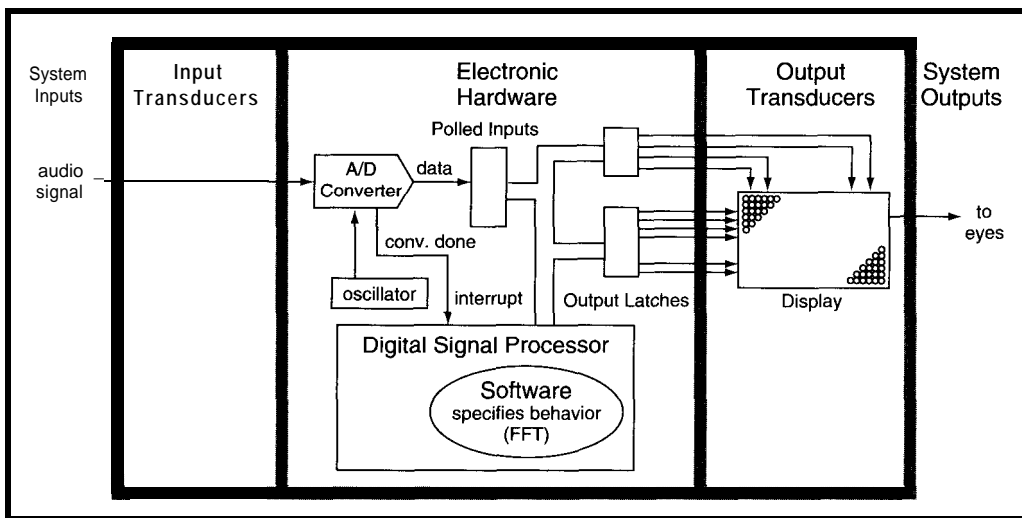 System
Inputs
Input
Transducers
Electronic
Hardware
Output
Transducers
System
Outputs
Polled Inputs
audio
signal
A/D
Converter
data
to
eyes
conv. done
oscillator
interrupt
Output Latches
Display
Digital Signal Processor
Software
specifies behavior
(FFT)